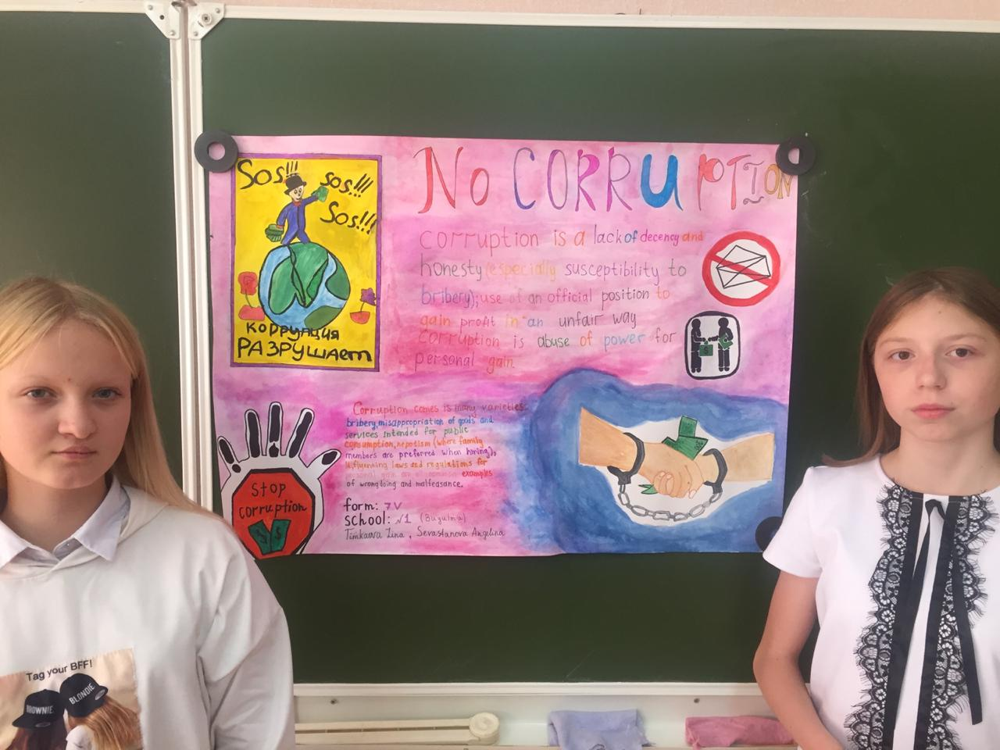 Sos!!!
sos!!!
Sos!!!
коррупция
РАЗРУШАЕТ
No CORRUPTION
corruption is a lack of decency and
honesty (especially susceptibility to
bribery); use of an official position to
gain profit in an unfair way
Corruption is abuse of power for
personal gain
$
Stop
corruption
$ $
Corruption comes is many varieties:
bribery, misappropriation of goods and
services intended for public
consumption, nepotism (where family
members are preferred when hiring),
laws and regulations for
personal gain are all common examples
of wrongdoing and malfeasance.
form: 7V
school: №1 (Bugulma)
Timkaeva Zina, Sevastanova Angelina
Tag your BFF!
BROWNIE
BLONDIE